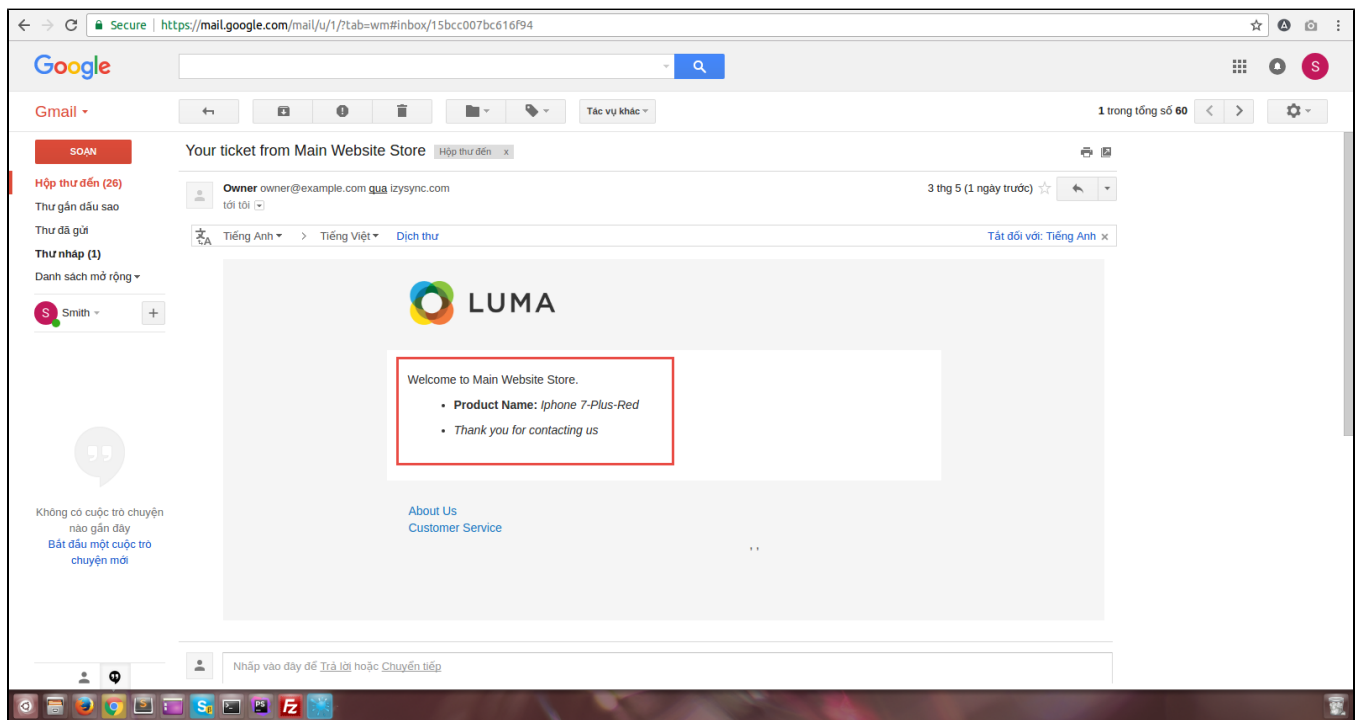 Secure | https://mail.google.com/mail/u/1/?tab=wm#inbox/15bcc007bc616f94
Google
S
Gmail
Tác vụ khác
1 trong tổng số 60
SOẠN
Your ticket from Main Website Store Hộp thư đến x
Hộp thư đến (26)
Thư gắn dấu sao
Thư đã gửi
Thư nháp (1)
Danh sách mở rộng
S Smith +
Owner owner@example.com qua izysync.com
3 thg 5 (1 ngày trước)
tới tôi
Tiếng Anh > Tiếng Việt Dịch thư
Tắt đối với: Tiếng Anh x
LUMA
Welcome to Main Website Store.
• Product Name: Iphone 7-Plus-Red
• Thank you for contacting us
About Us
Customer Service
, ,
Không có cuộc trò chuyện
nào gần đây
Bắt đầu một cuộc trò
chuyện mới
Nhấp vào đây để Trả lời hoặc Chuyển tiếp